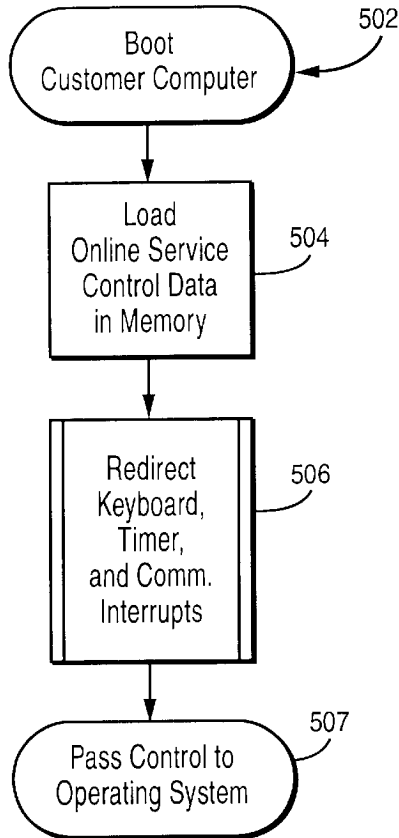 502
Boot
Customer Computer
504
Load
Online Service
Control Data
in Memory
506
Redirect
Keyboard,
Timer,
and Comm.
Interrupts
507
Pass Control to
Operating System